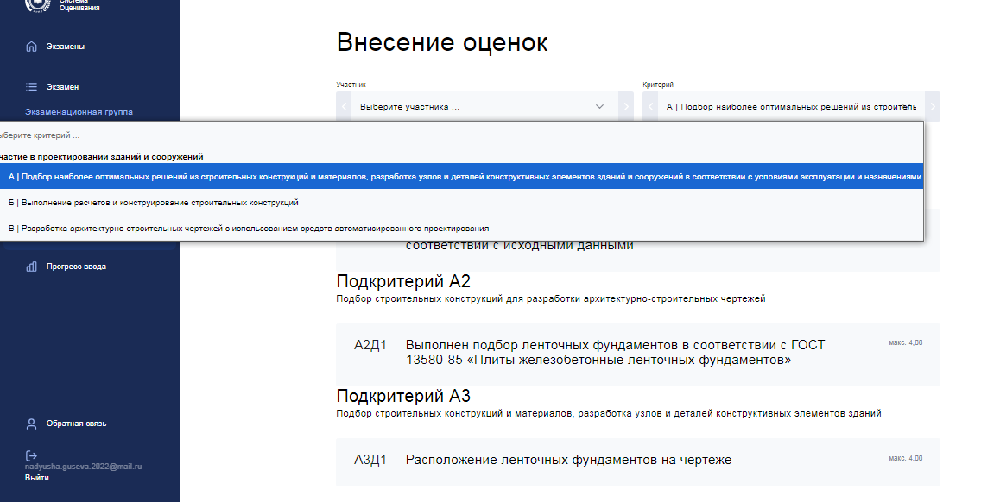 Система
Оценивания
Экзамены
Экзамен
Экзаменационная группа
Прогресс ввода
Обратная связь
nadyusha.guseva.2022@mail.ru
Выйти
Внесение оценок
Участник
Критерий
Выберите участника ...
А | Подбор наиболее оптимальных решений из строитель
ыберите критерий ...
частие в проектировании зданий и сооружений
А | Подбор наиболее оптимальных решений из строительных конструкций и материалов, разработка узлов и деталей конструктивных элементов зданий и сооружений в соответствии с условиями эксплуатации и назначениями
Б | Выполнение расчетов и конструирование строительных конструкций
В | Разработка архитектурно-строительных чертежей с использованием средств автоматизированного проектирования
соответствии с исходными данными
Подкритерий А2
Подбор строительных конструкций для разработки архитектурно-строительных чертежей
А2Д1 Выполнен подбор ленточных фундаментов в соответствии с ГОСТ макс. 4,00
13580-85 «Плиты железобетонные ленточных фундаментов»
Подкритерий А3
Подбор строительных конструкций и материалов, разработка узлов и деталей конструктивных элементов зданий
А3Д1 Расположение ленточных фундаментов на чертеже макс. 4,00